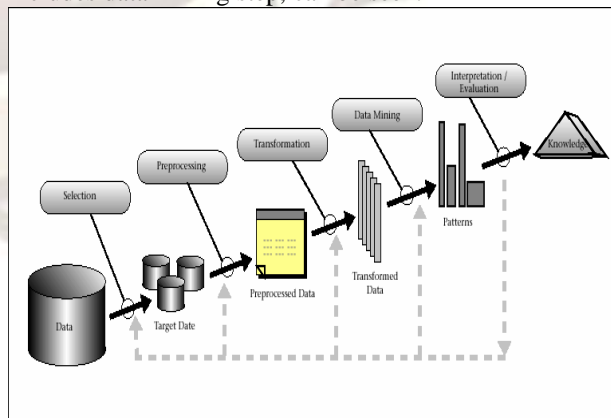 Interpretation /
Evaluation
Data Mining
Transformation
Preprocessing
Selection
Knowledge
Patterns
Transformed
Data
Preprocessed Data
Target Date
Data